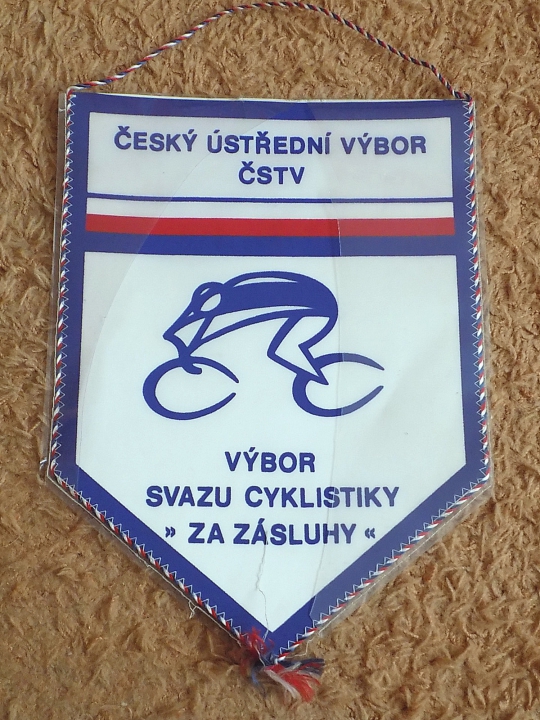 ČESKÝ ÚSTŘEDNÍ VÝBOR
ČSTV
VÝBOR
SVAZU CYKLISTIKY
» ZA ZÁSLUHY «